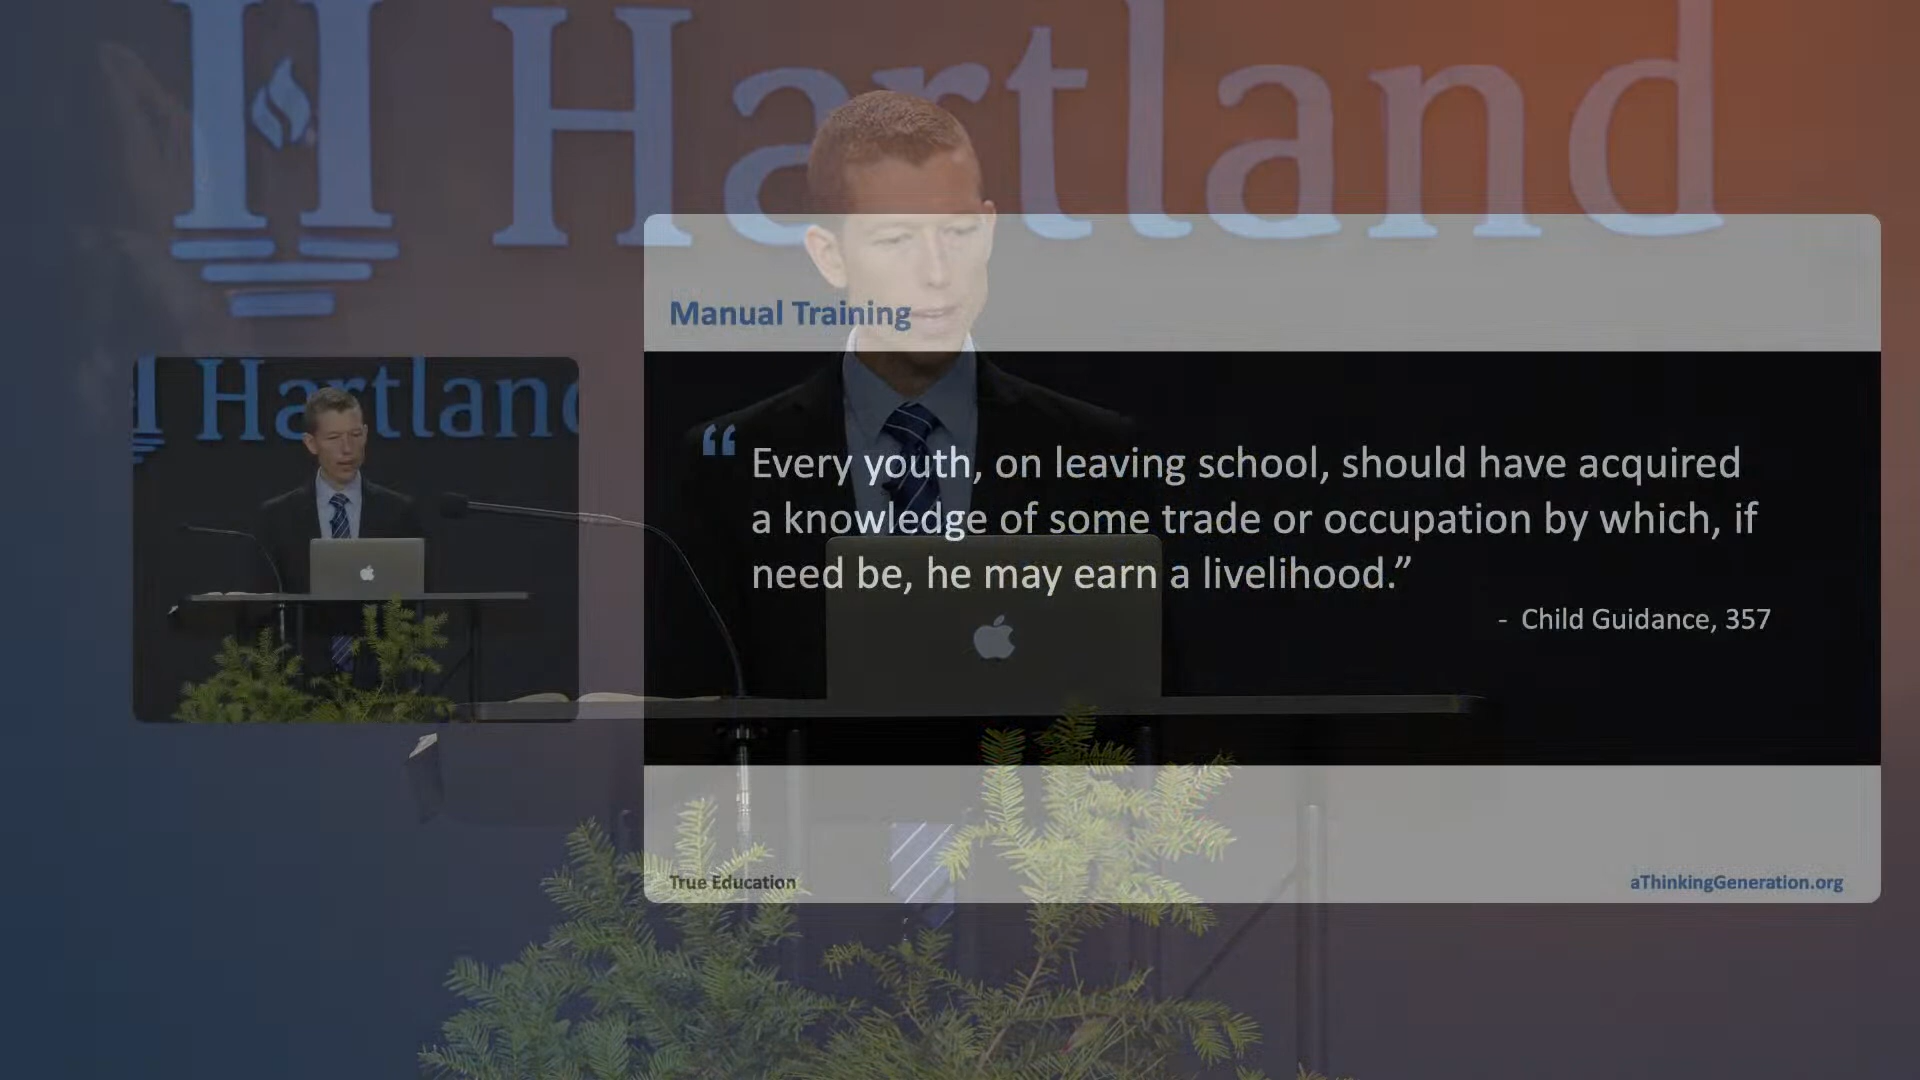 Hartland
Hartlan
Manual Training
“Every youth, on leaving school, should have acquired
a knowledge of some trade or occupation by which, if
need be, he may earn a livelihood.”
- Child Guidance, 357
True Education
aThinkingGeneration.org